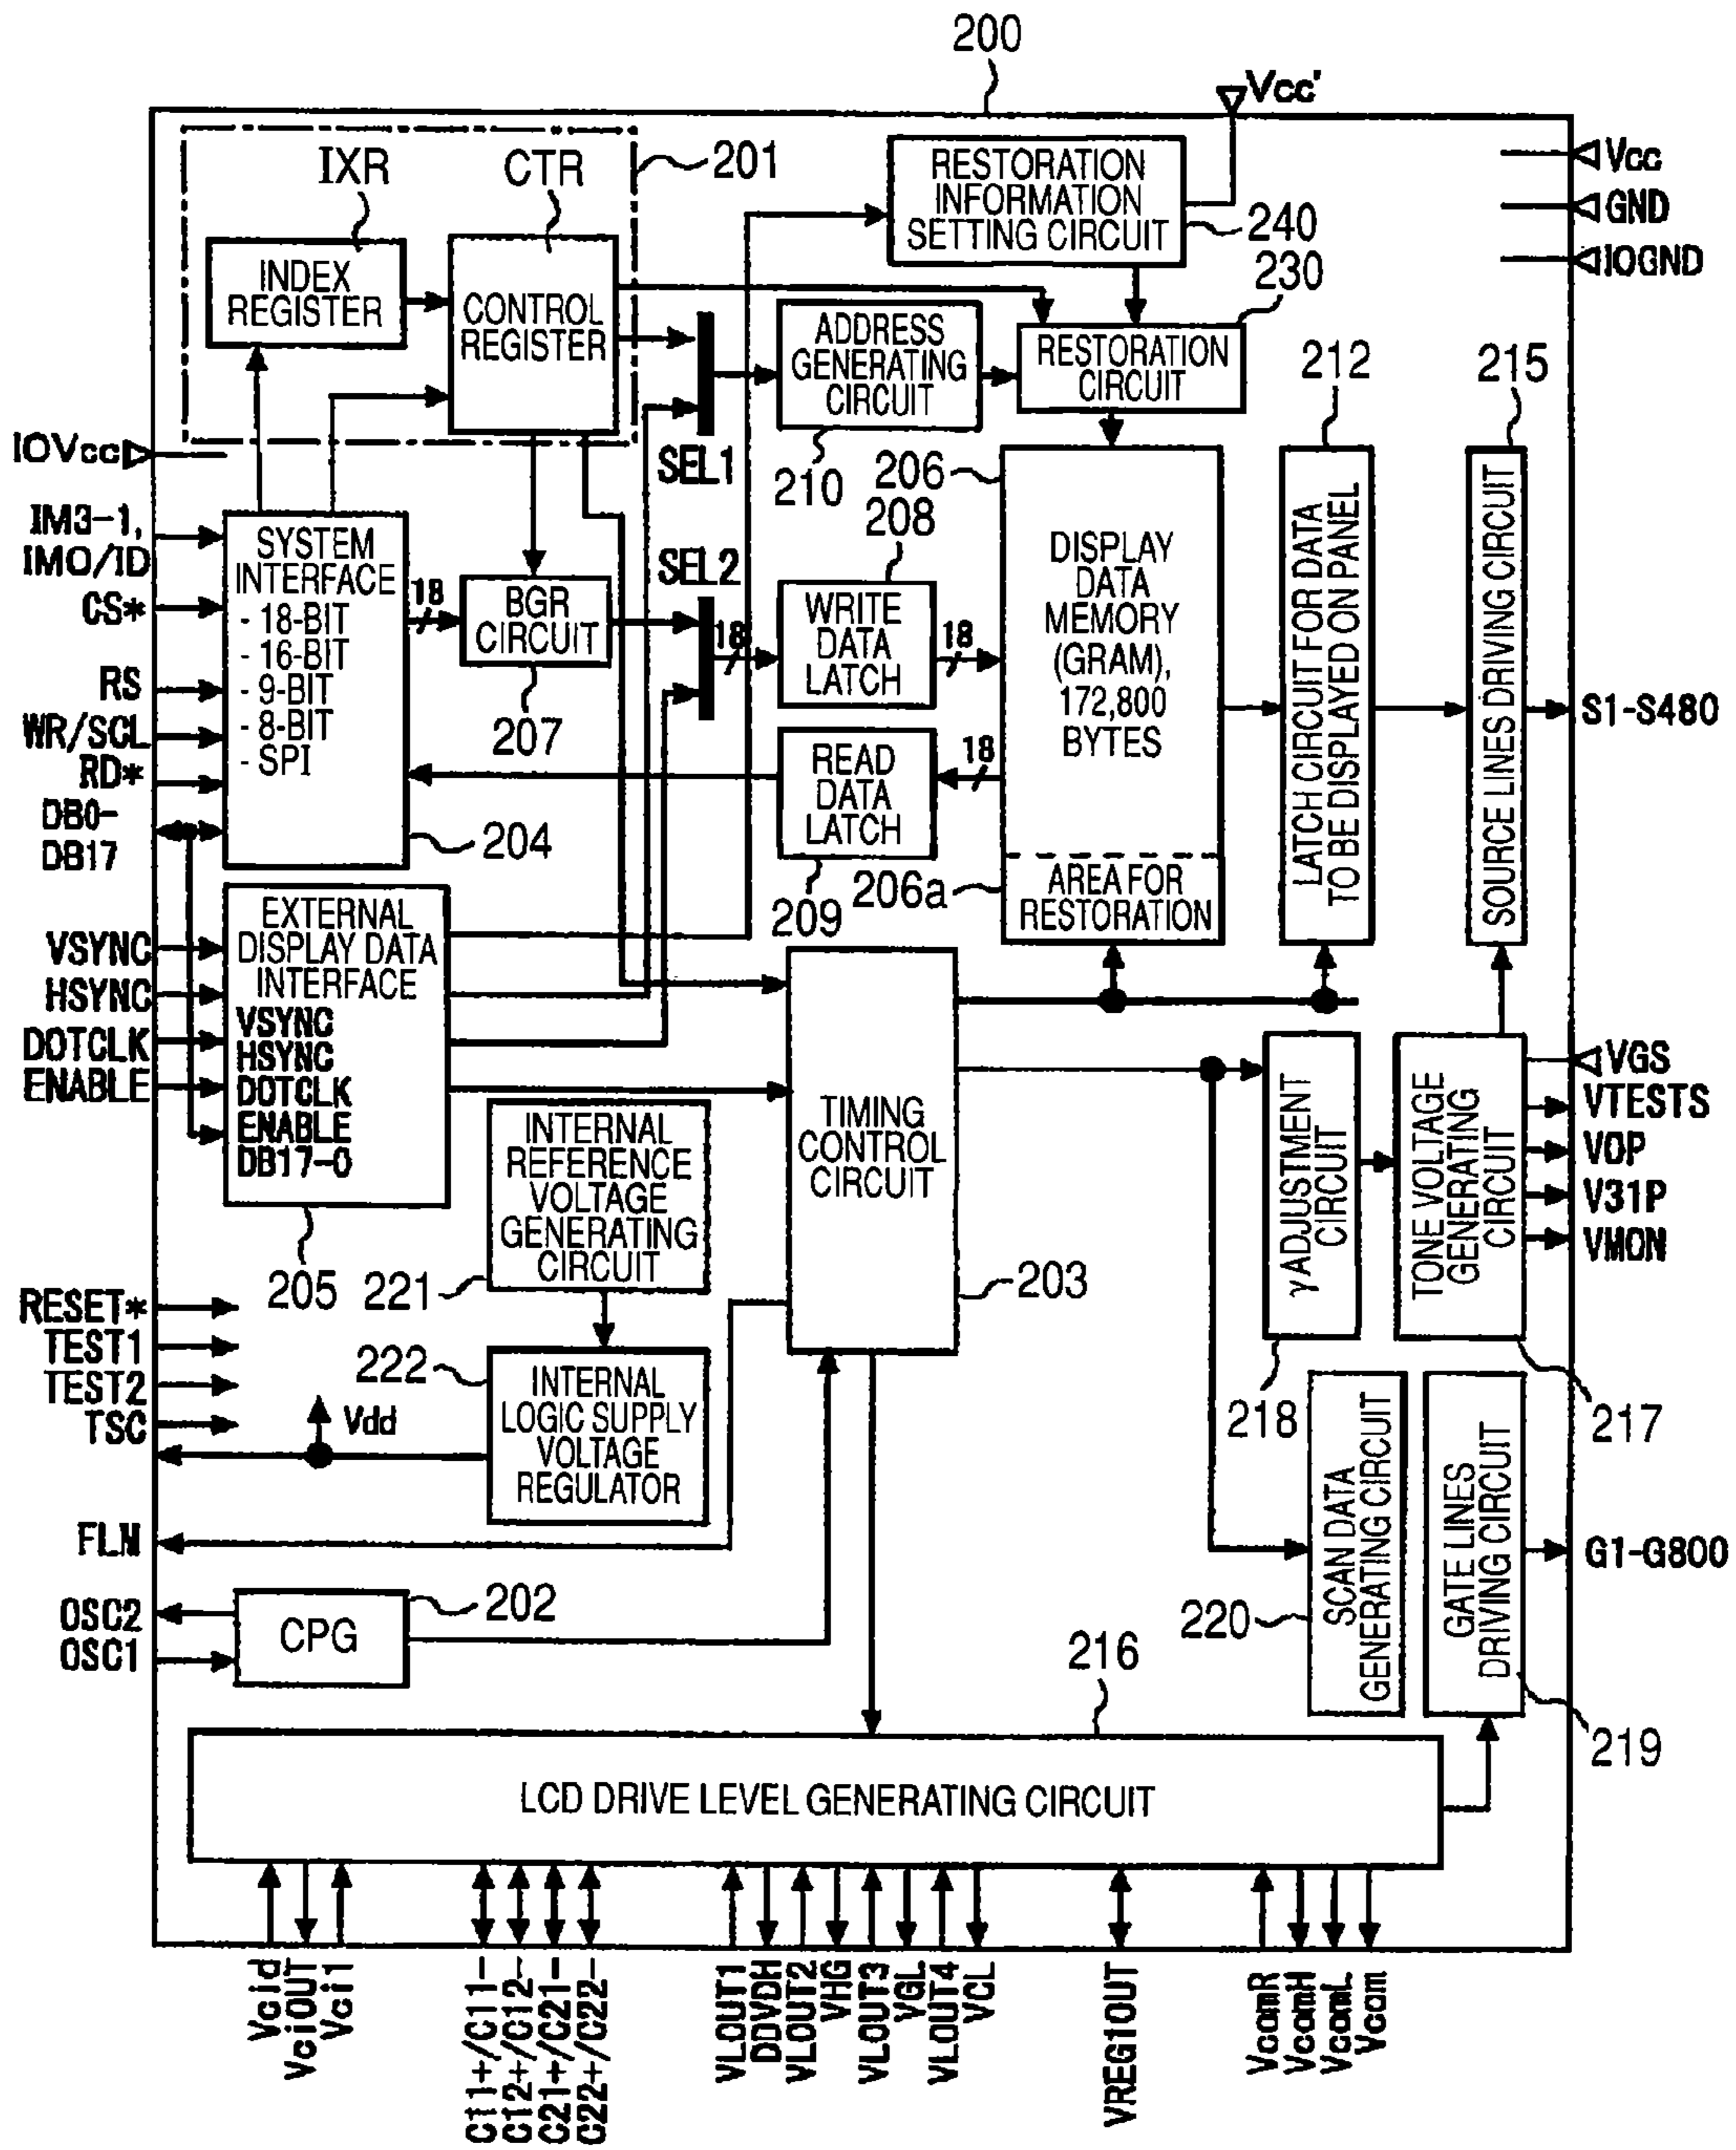 200
Vcc'
Vcc
GND
IOGND
IXR
CTR
201
RESTORATION
INFORMATION
SETTING CIRCUIT
240
230
INDEX
REGISTER
CONTROL
REGISTER
ADDRESS
GENERATING
CIRCUIT
210
RESTORATION
CIRCUIT
212
215
IOVcc
SEL1
206
208
IM3-1,
IMO/ID
CS*
RS
WR/SCL
RD*
DB0-
DB17
SYSTEM
INTERFACE
- 18-BIT
- 16-BIT
- 9-BIT
- 8-BIT
- SPI
204
18
BGR
CIRCUIT
207
SEL2
18
WRITE
DATA
LATCH
18
READ
DATA
LATCH
18
209
DISPLAY
DATA
MEMORY
(GRAM),
172,800
BYTES
206a
AREA FOR
RESTORATION
LATCH CIRCUIT FOR DATA
TO BE DISPLAYED ON PANEL
SOURCE LINES DRIVING CIRCUIT
S1-S480
VSYNC
HSYNC
DOTCLK
ENABLE
EXTERNAL
DISPLAY DATA
INTERFACE
VSYNC
HSYNC
DOTCLK
ENABLE
DB17-0
205
INTERNAL
REFERENCE
VOLTAGE
GENERATING
CIRCUIT
221
TIMING
CONTROL
CIRCUIT
203
γ ADJUSTMENT
CIRCUIT
218
TONE VOLTAGE
GENERATING
CIRCUIT
217
VGS
VTESTS
VOP
V31P
VMON
RESET*
TEST1
TEST2
TSC
Vdd
222
INTERNAL
LOGIC SUPPLY
VOLTAGE
REGULATOR
FLM
OSC2
OSC1
CPG
202
SCAN DATA
GENERATING CIRCUIT
220
GATE LINES
DRIVING CIRCUIT
219
G1-G800
216
LCD DRIVE LEVEL GENERATING CIRCUIT
Vcid
VciOUT
Vci1
C11+/C11-
C12+/C12-
C21+/C21-
C22+/C22-
VLOUT1
DDVDH
VLOUT2
VHG
VLOUT3
VGL
VLOUT4
VCL
VREG1OUT
VcomR
VcomH
VcomL
Vcom